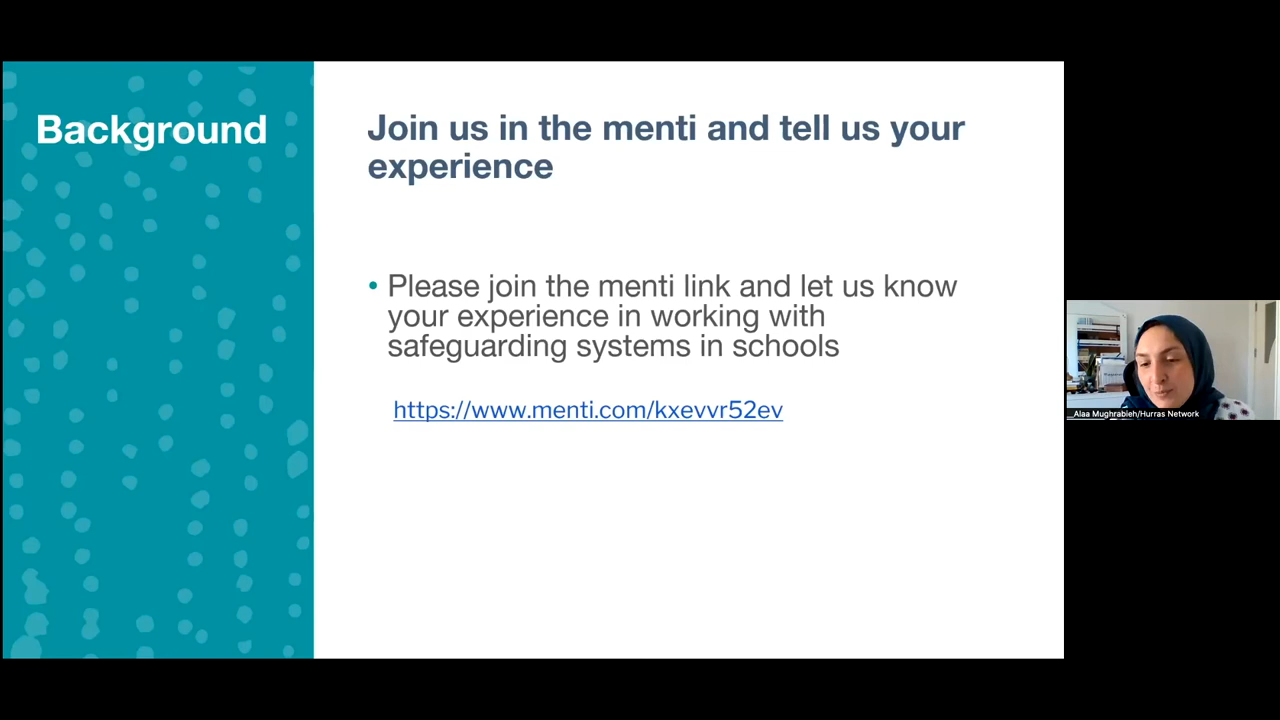 Background
Join us in the menti and tell us your
experience
• Please join the menti link and let us know
your experience in working with
safeguarding systems in schools
https://www.menti.com/kxevvr52ev
Alaa Mughrabieh/Hurras Network